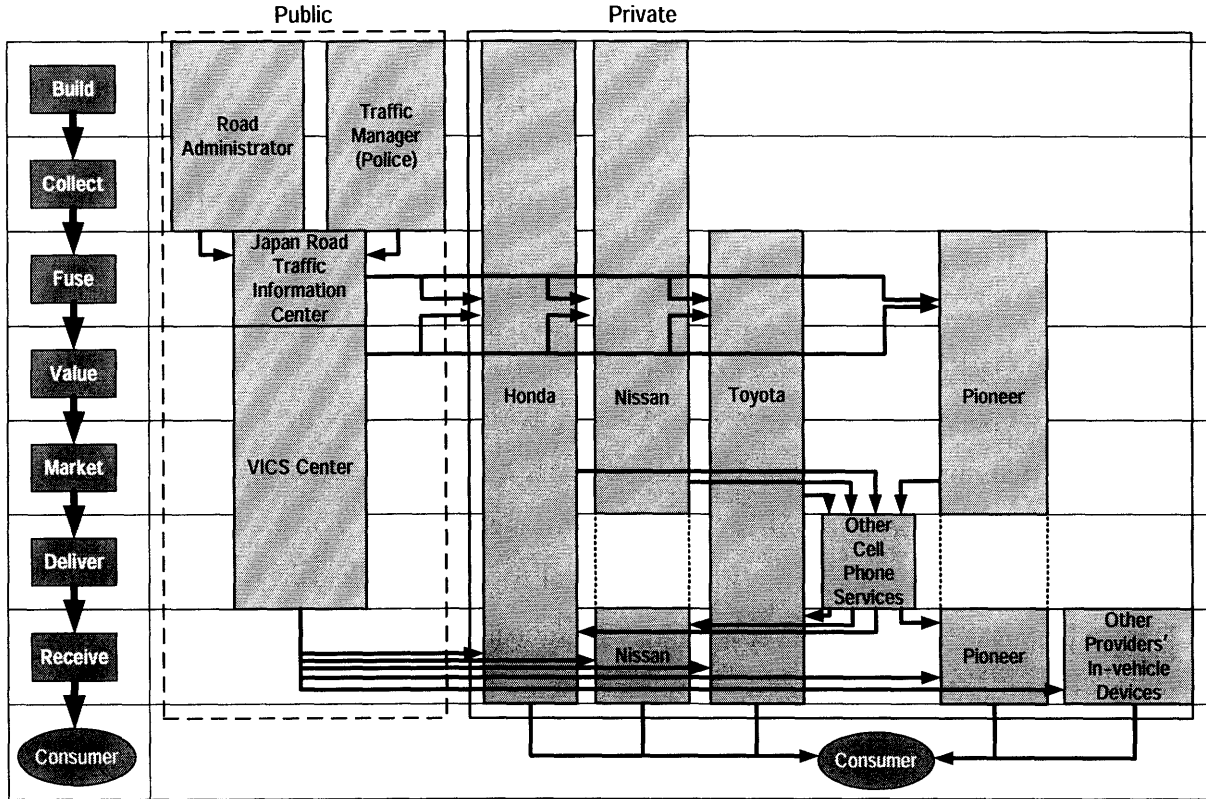 Public
Private
Build
Collect
Fuse
Value
Market
Deliver
Receive
Consumer
Road
Administrator
Traffic
Manager
(Police)
Japan Road
Traffic
Information
Center
VICS Center
Honda
Nissan
Toyota
Pioneer
Other
Cell
Phone
Services
Nissan
Pioneer
Other
Providers'
In-vehicle
Devices
Consumer